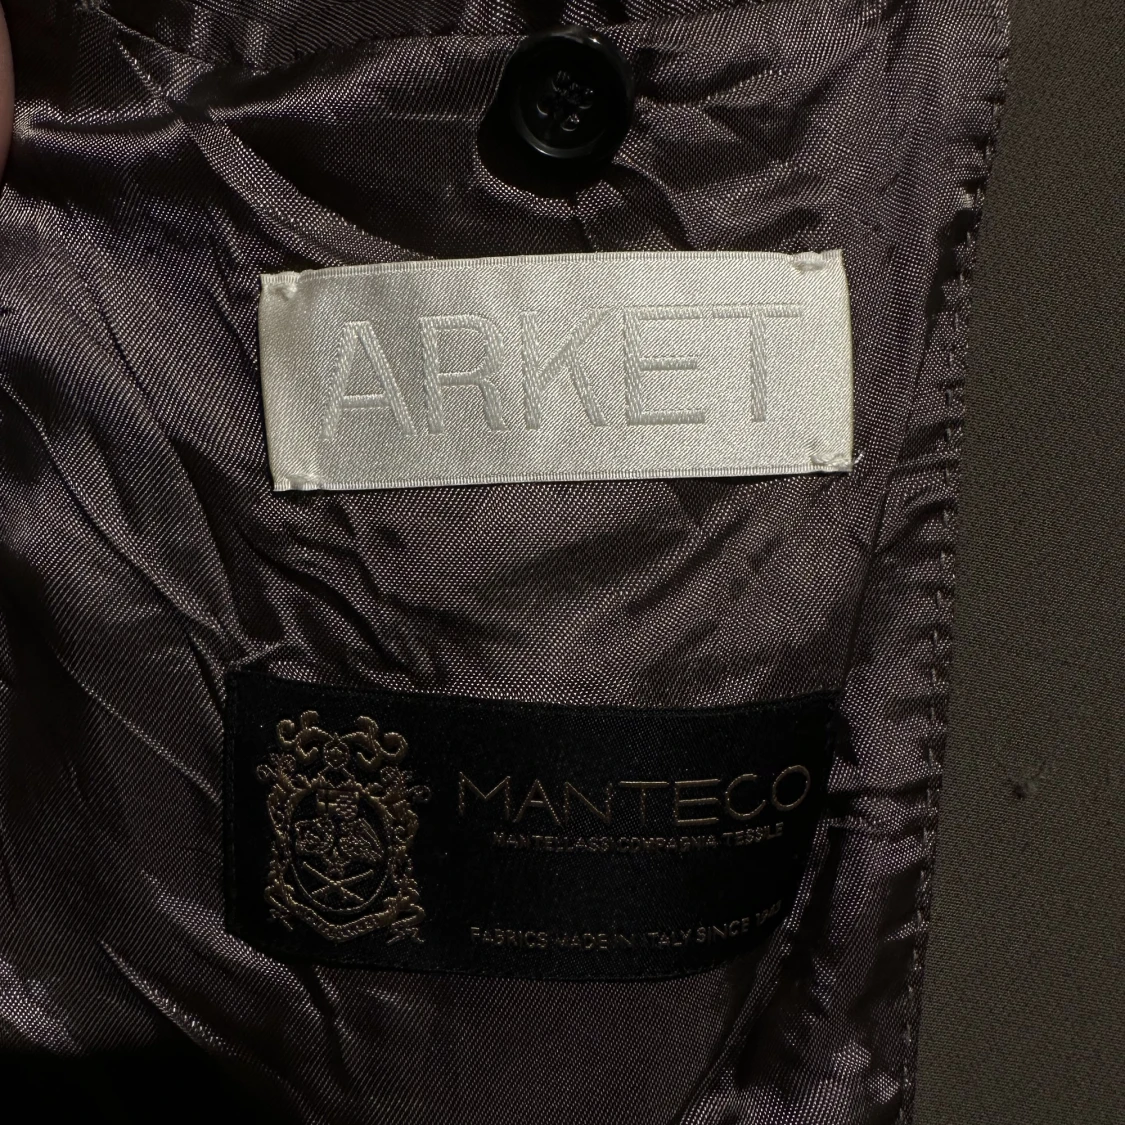 ARKET
MANTECO
MANTELLASSI COMPAGNIA TESSILE
FABRICS MADE IN ITALY SINCE 1943